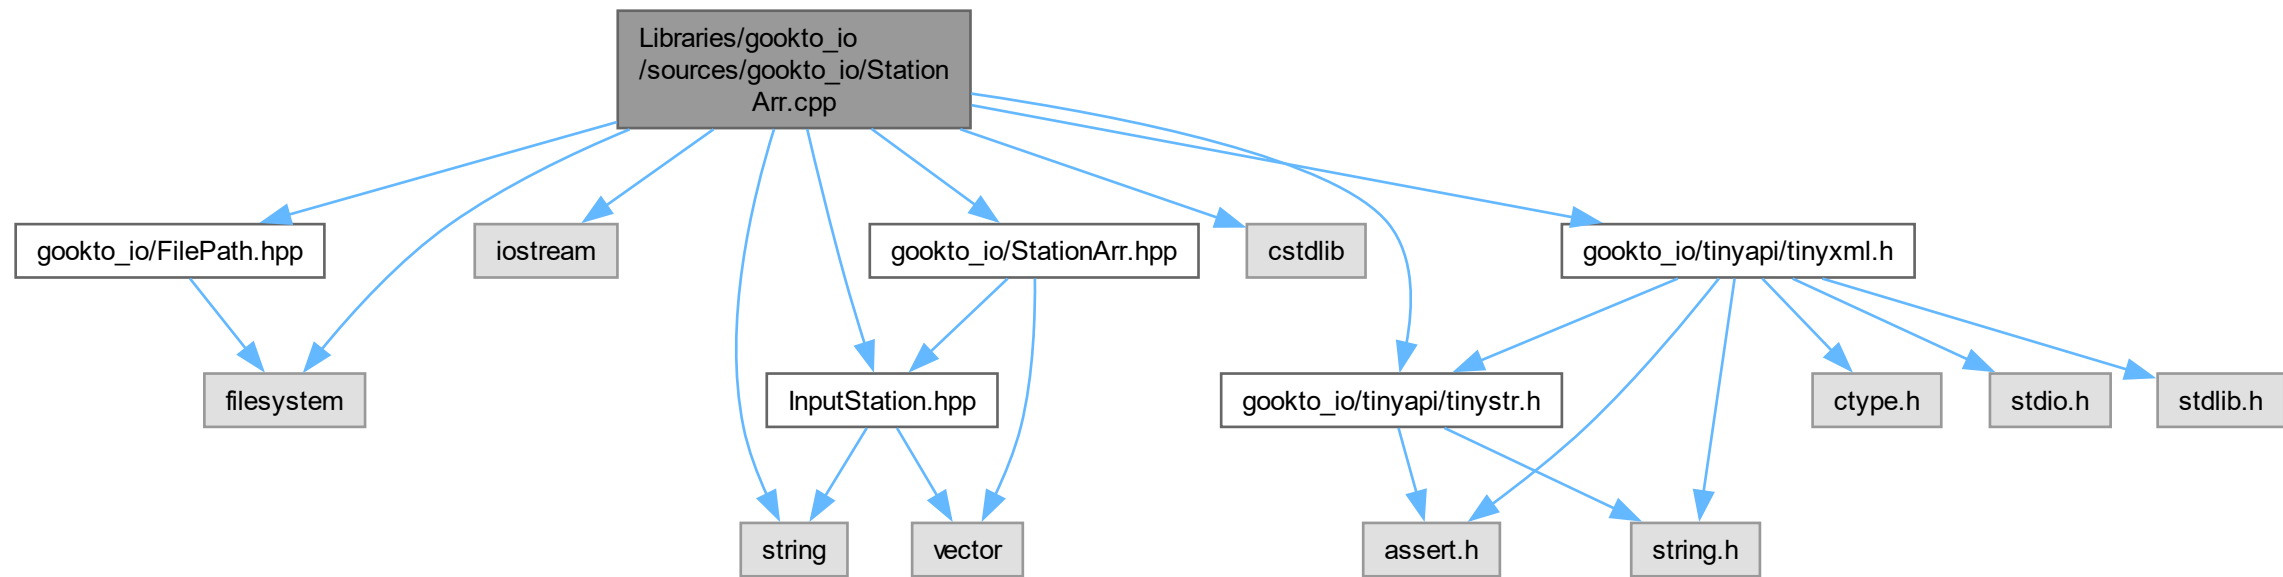 Libraries/gookto_io
/sources/gookto_io/Station
Arr.cpp
gookto_io/FilePath.hpp
iostream
gookto_io/StationArr.hpp
cstdlib
gookto_io/tinyapi/tinyxml.h
filesystem
InputStation.hpp
gookto_io/tinyapi/tinystr.h
ctype.h
stdio.h
stdlib.h
string
vector
assert.h
string.h